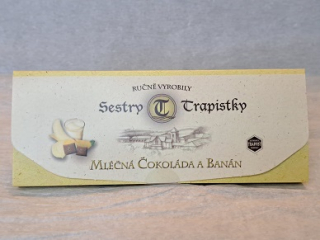 RUČNĚ VYROBILY
Sestry T Trapistky
MLÉČNÁ ČOKOLÁDA A BANÁN